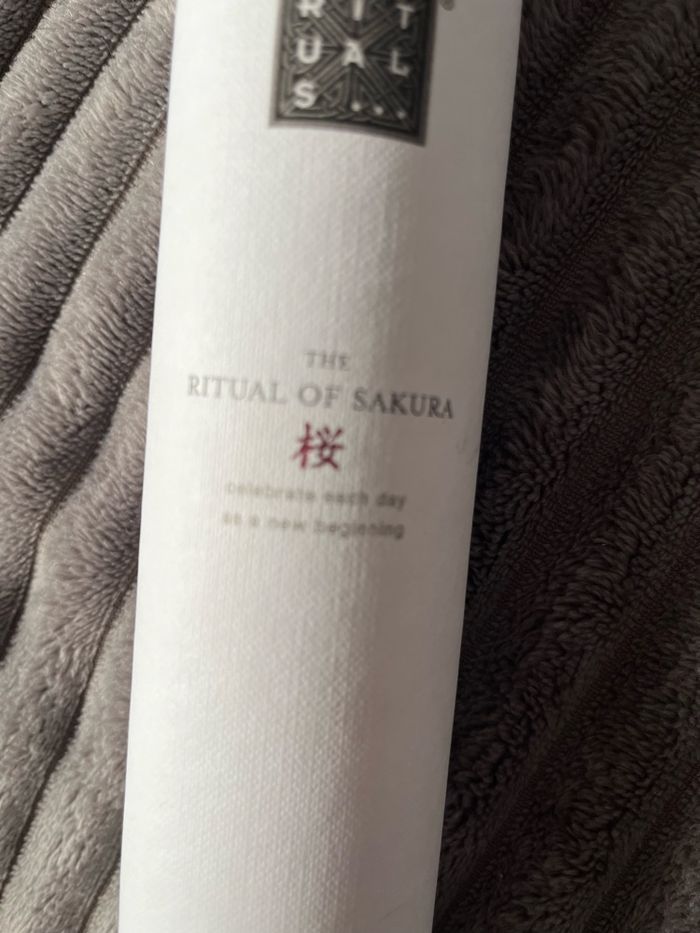 RIT
UAL
S...
THE
RITUAL OF SAKURA
桜
celebrate each day
as a new beginning